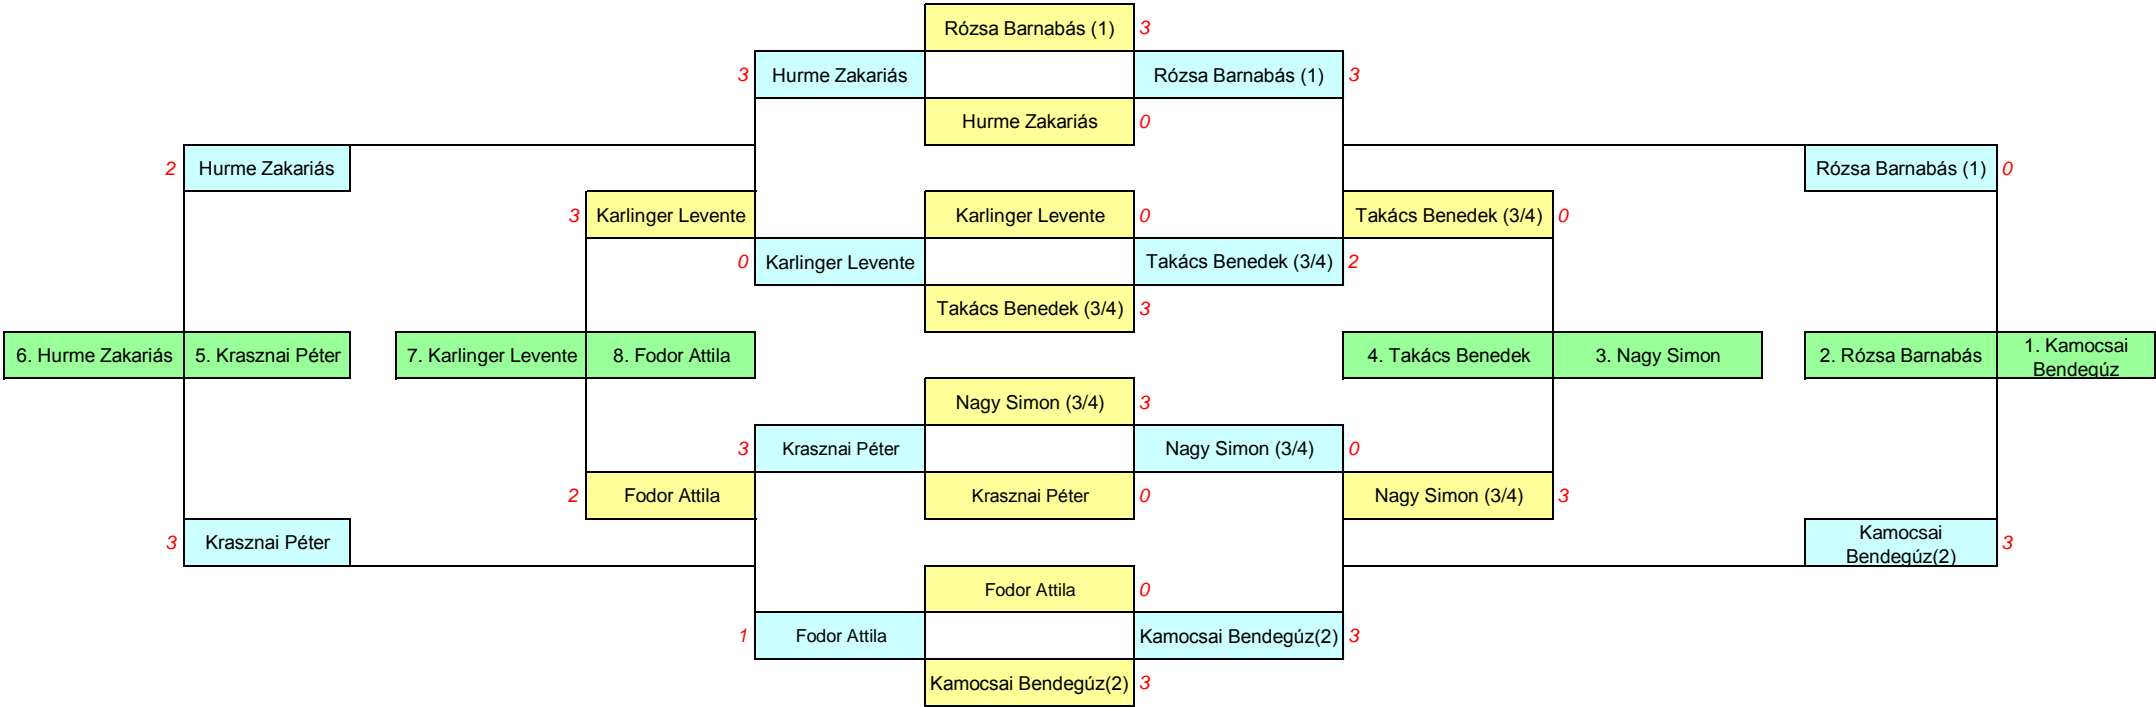 Rózsa Barnabás (1) 3
3 Hurme Zakariás Rózsa Barnabás (1) 3
Hurme Zakariás 0
2 Hurme Zakariás Rózsa Barnabás (1) 0
3 Karlinger Levente Karlinger Levente 0 Takács Benedek (3/4) 0
0 Karlinger Levente Takács Benedek (3/4) 2
Takács Benedek (3/4) 3
6. Hurme Zakariás 5. Krasznai Péter 7. Karlinger Levente 8. Fodor Attila 4. Takács Benedek 3. Nagy Simon 2. Rózsa Barnabás 1. Kamocsai
Bendegúz
Nagy Simon (3/4) 3
3 Krasznai Péter Nagy Simon (3/4) 0
2 Fodor Attila Krasznai Péter 0 Nagy Simon (3/4) 3
3 Krasznai Péter Kamocsai
Bendegúz(2) 3
Fodor Attila 0
1 Fodor Attila Kamocsai Bendegúz(2) 3
Kamocsai Bendegúz(2) 3